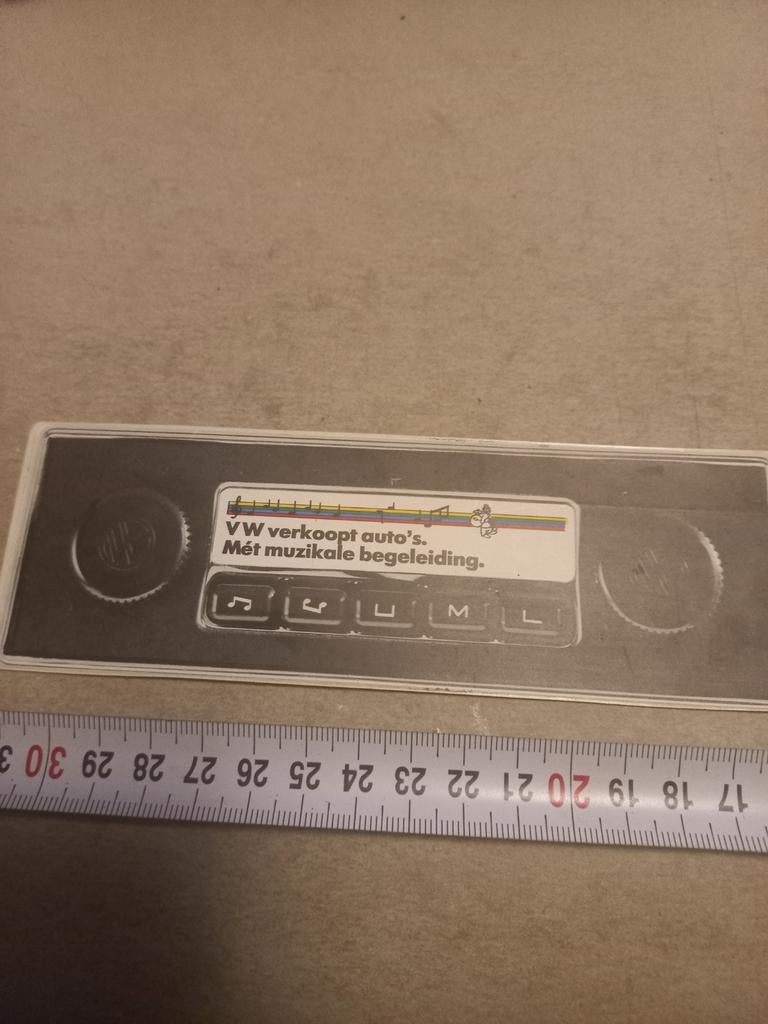 VW verkoopt auto's.
Mét muzikale begeleiding.
♪ ♪ U M L
3 30 29 28 27 26 25 24 23 22 21 20 19 18 17